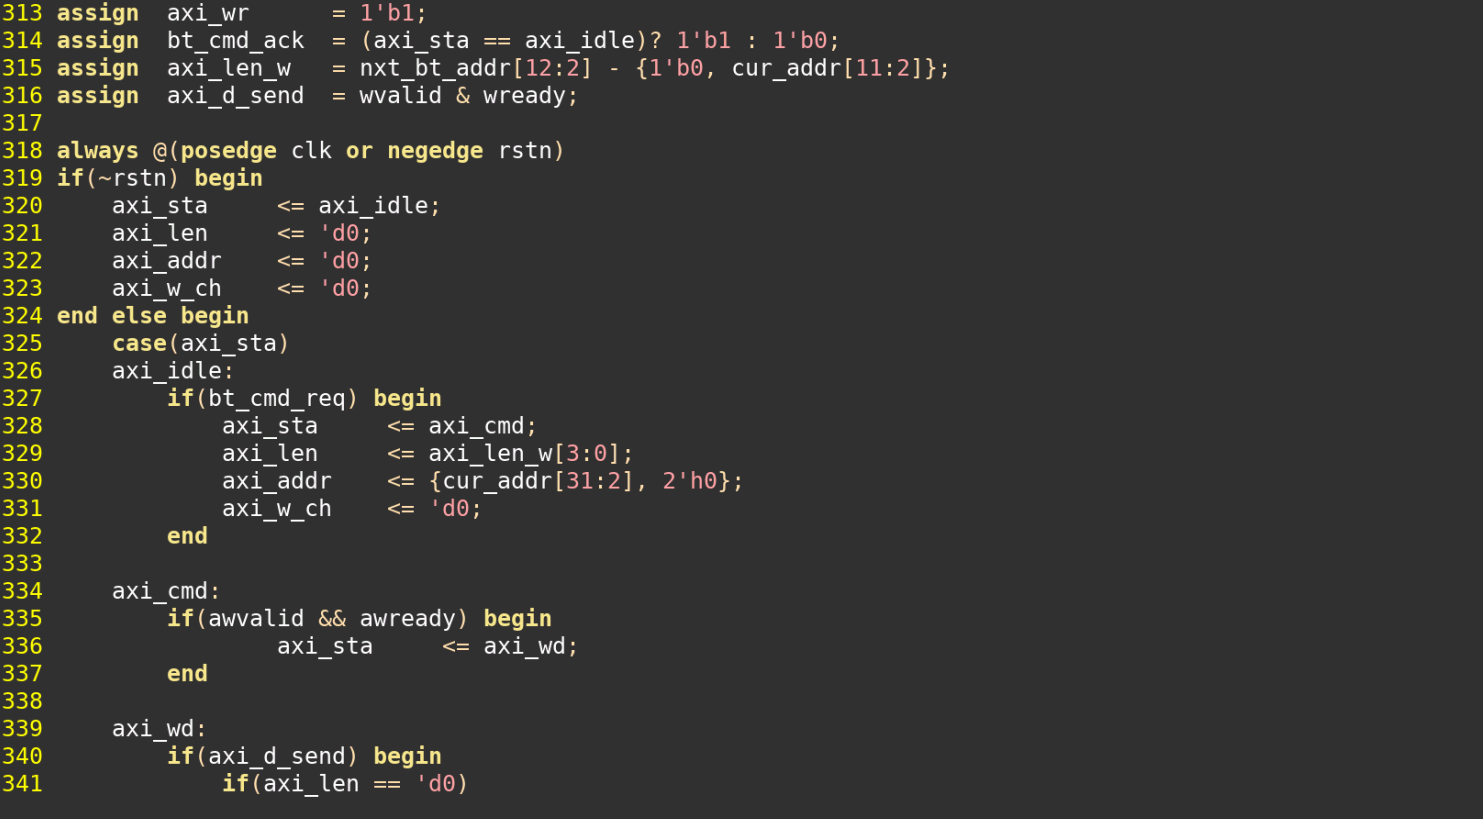 313 assign  axi_wr      = 1'b1;
314 assign  bt_cmd_ack  = (axi_sta == axi_idle)? 1'b1 : 1'b0;
315 assign  axi_len_w   = nxt_bt_addr[12:2] - {1'b0, cur_addr[11:2]};
316 assign  axi_d_send  = wvalid & wready;
317
318 always @(posedge clk or negedge rstn)
319 if(~rstn) begin
320     axi_sta     <= axi_idle;
321     axi_len     <= 'd0;
322     axi_addr    <= 'd0;
323     axi_w_ch    <= 'd0;
324 end else begin
325     case(axi_sta)
326     axi_idle:
327         if(bt_cmd_req) begin
328             axi_sta     <= axi_cmd;
329             axi_len     <= axi_len_w[3:0];
330             axi_addr    <= {cur_addr[31:2], 2'h0};
331             axi_w_ch    <= 'd0;
332         end
333
334     axi_cmd:
335         if(awvalid && awready) begin
336                 axi_sta     <= axi_wd;
337         end
338
339     axi_wd:
340         if(axi_d_send) begin
341             if(axi_len == 'd0)